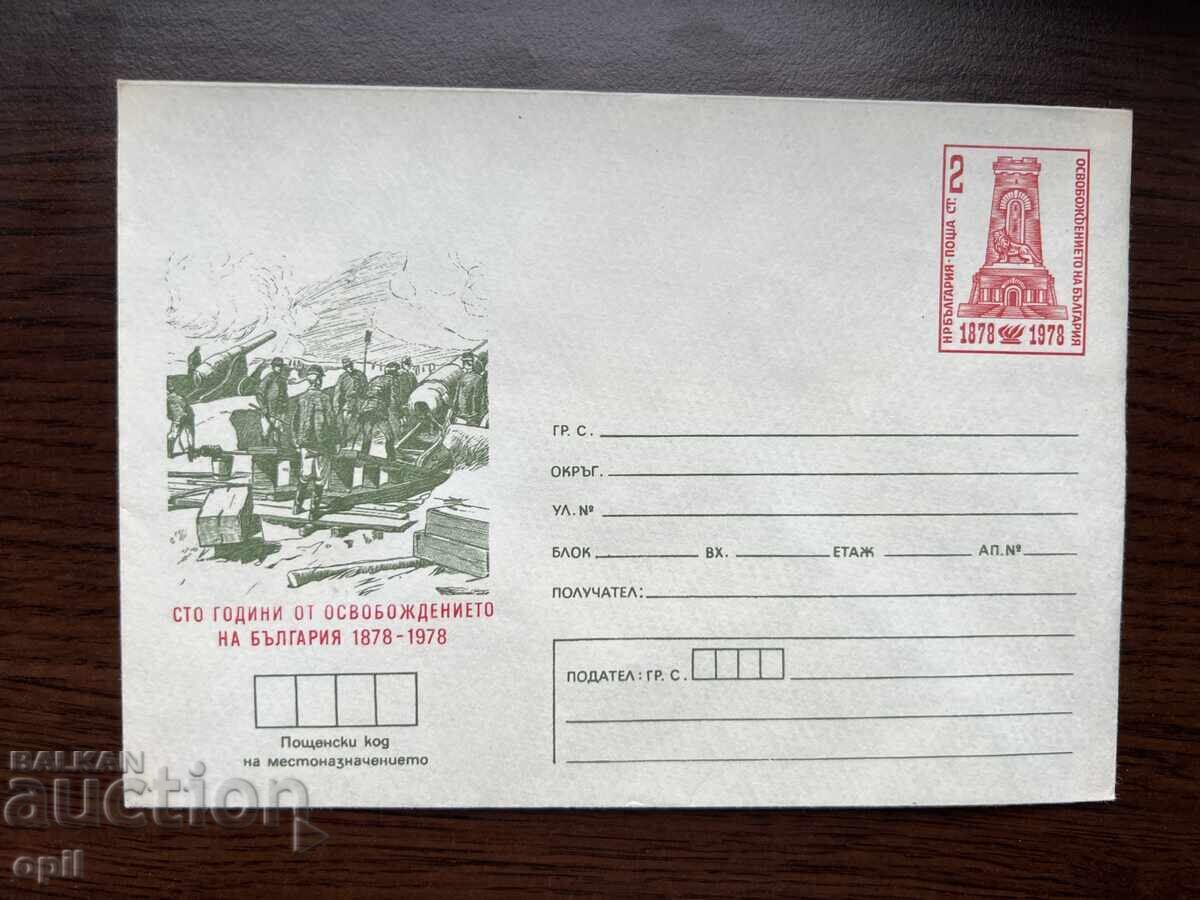 2
НР БЪЛГАРИЯ · ПОЩА СТ.
ОСВОБОЖДЕНИЕТО НА БЪЛГАРИЯ
1878 1978
ГР. С.
ОКРЪГ.
УЛ. №
БЛОК ВХ. ЕТАЖ АП. №
ПОЛУЧАТЕЛ:
СТО ГОДИНИ ОТ ОСВОБОЖДЕНИЕТО
НА БЪЛГАРИЯ 1878-1978
ПОДАТЕЛ: ГР. С.
Пощенски код
на местоназначението
BALKAN
auction
opil